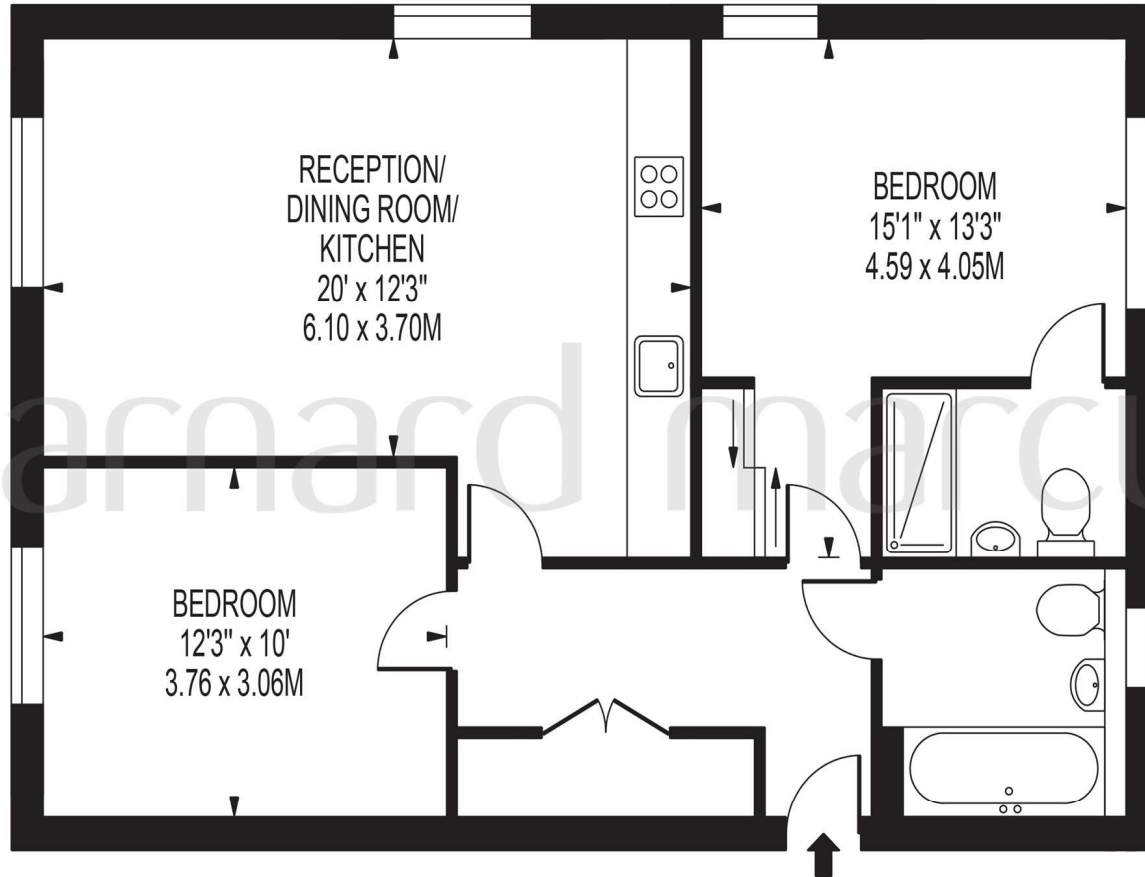 RECEPTION/
DINING ROOM/
KITCHEN
20' x 12'3"
6.10 x 3.70M
BEDROOM
15'1" x 13'3"
4.59 x 4.05M
arnard marcu
BEDROOM
12'3" x 10'
3.76 x 3.06M